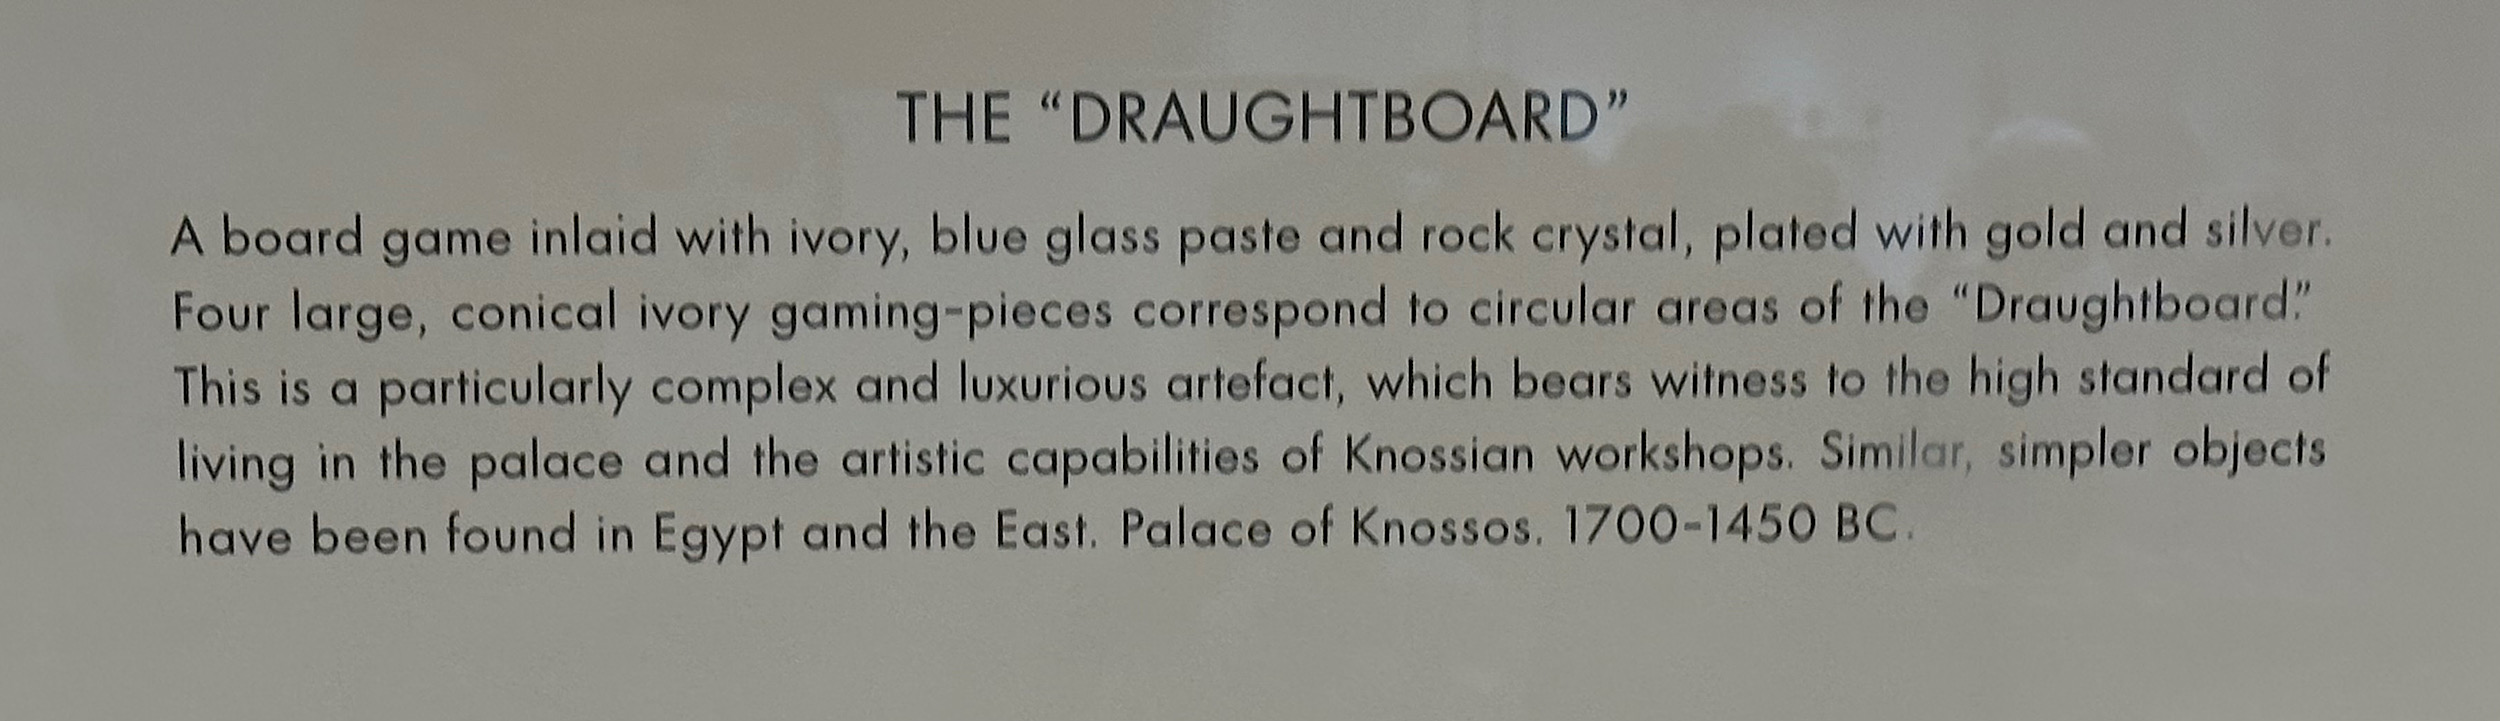 THE “DRAUGHTBOARD”
A board game inlaid with ivory, blue glass paste and rock crystal, plated with gold and silver.
Four large, conical ivory gaming-pieces correspond to circular areas of the “Draughtboard.”
This is a particularly complex and luxurious artefact, which bears witness to the high standard of
living in the palace and the artistic capabilities of Knossian workshops. Similar, simpler objects
have been found in Egypt and the East. Palace of Knossos. 1700-1450 BC.